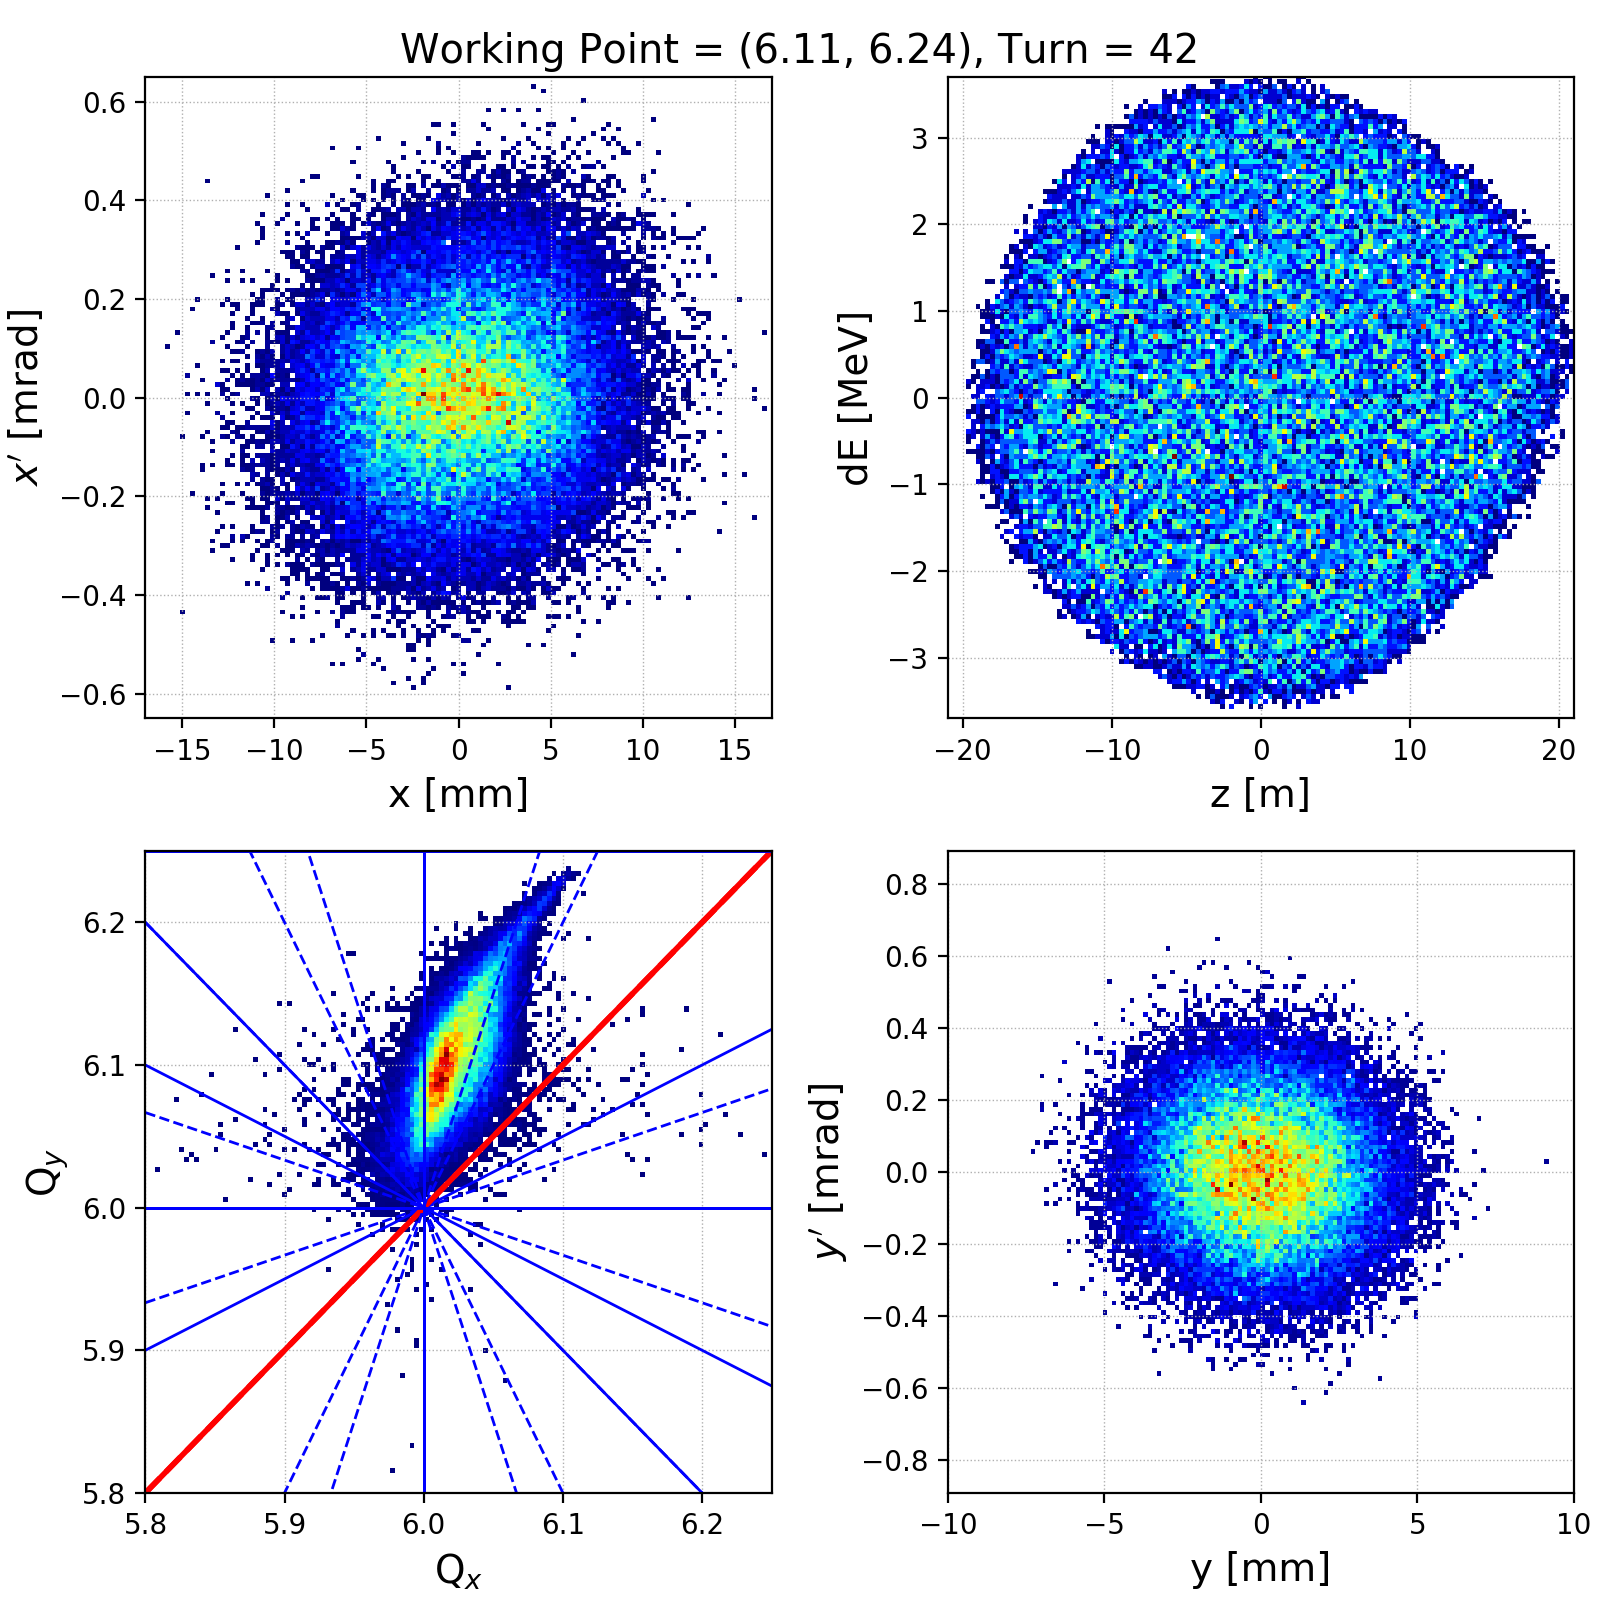 Working Point = (6.11, 6.24), Turn = 42
0.6
0.4
0.2
0.0
−0.2
−0.4
−0.6
x′ [mrad]
−15 −10 −5 0 5 10 15
x [mm]
3
2
1
0
−1
−2
−3
dE [MeV]
−20 −10 0 10 20
z [m]
6.2
6.1
6.0
5.9
5.8
Qy
5.8 5.9 6.0 6.1 6.2
Qx
0.8
0.6
0.4
0.2
0.0
−0.2
−0.4
−0.6
−0.8
y′ [mrad]
−10 −5 0 5 10
y [mm]